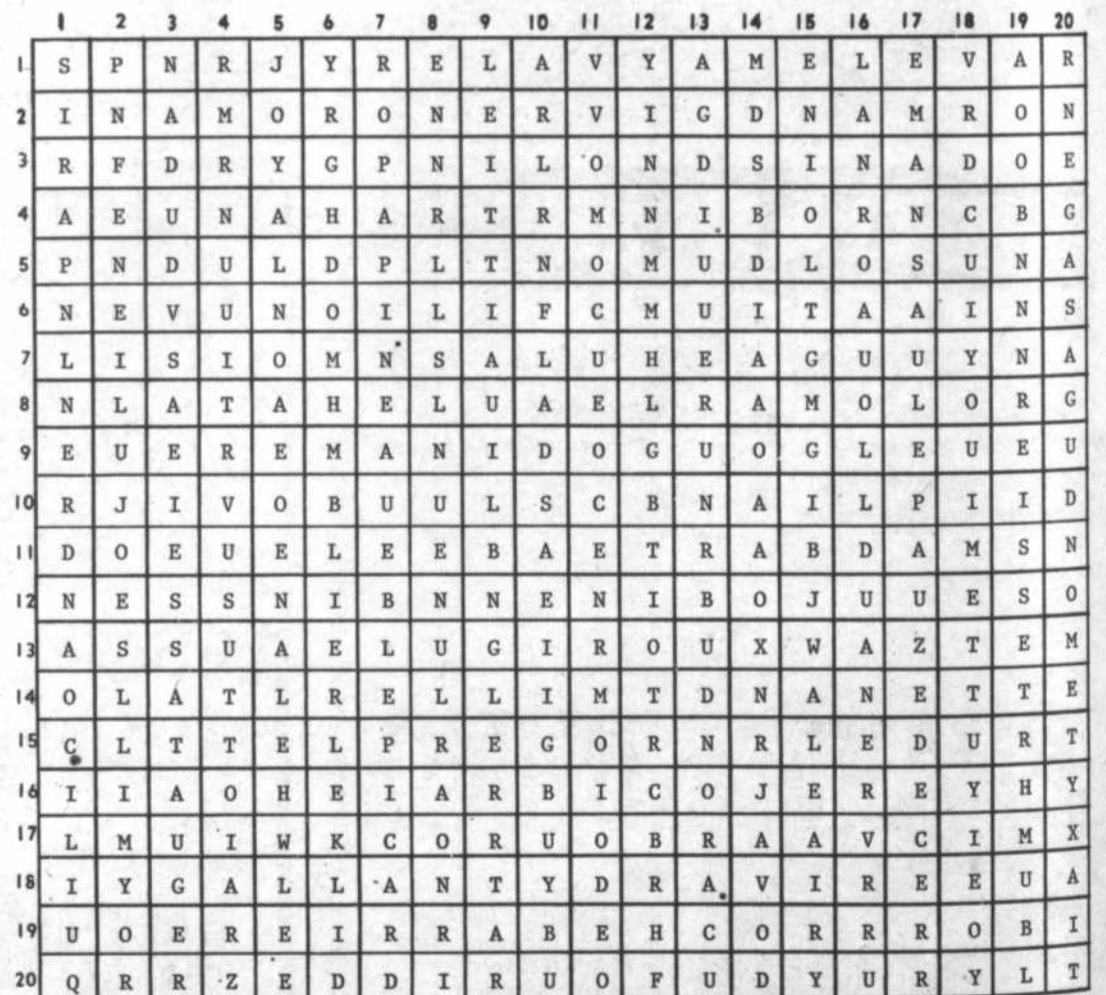 1 2 3 4 5 6 7 8 9 10 11 12 13 14 15 16 17 18 19 20
1 S P N R J Y R E L A V Y A M E L E V A R
2 I N A M O R O N E R V I G D N A M R O N
3 R F D R Y G P N I L O N D S I N A D O E
4 A E U N A H A R T R M N I B O R N C B G
5 P N D U L D P L T N O M U D L O S U N A
6 N E V U N O I L I F C M U I T A A I N S
7 L I S I O M N S A L U H E A G U U Y N A
8 N L A T A H E L U A E L R A M O L O R G
9 E U E R E M A N I D O G U O G L E U E U
10 R J I V O B U U L S C B N A I L P I I D
11 D O E U E L E E B A E T R A B D A M S N
12 N E S S N I B N N E N I B O J U U E S O
13 A S S U A E L U G I R O U X W A Z T E M
14 O L A T L R E L L I M T D N A N E T T E
15 C L T T E L P R E G O R N R L E D U R T
16 I I A O H E I A R B I C O J E R E Y H Y
17 L M U I W K C O R U O B R A A V C I M X
18 I Y G A L L A N T Y D R A V I R E E U A
19 U O E R E I R R A B E H C O R R R O B I
20 Q R R Z E D D I R U O F U D Y U R Y L T